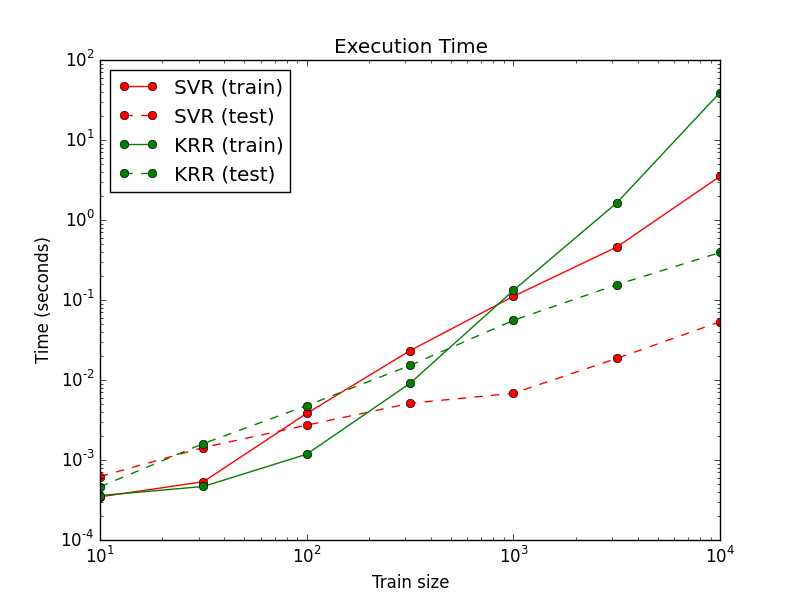 Execution Time
10^2
10^1
10^0
10^-1
10^-2
10^-3
10^-4
Time (seconds)
SVR (train)
SVR (test)
KRR (train)
KRR (test)
10^1
10^2
10^3
10^4
Train size